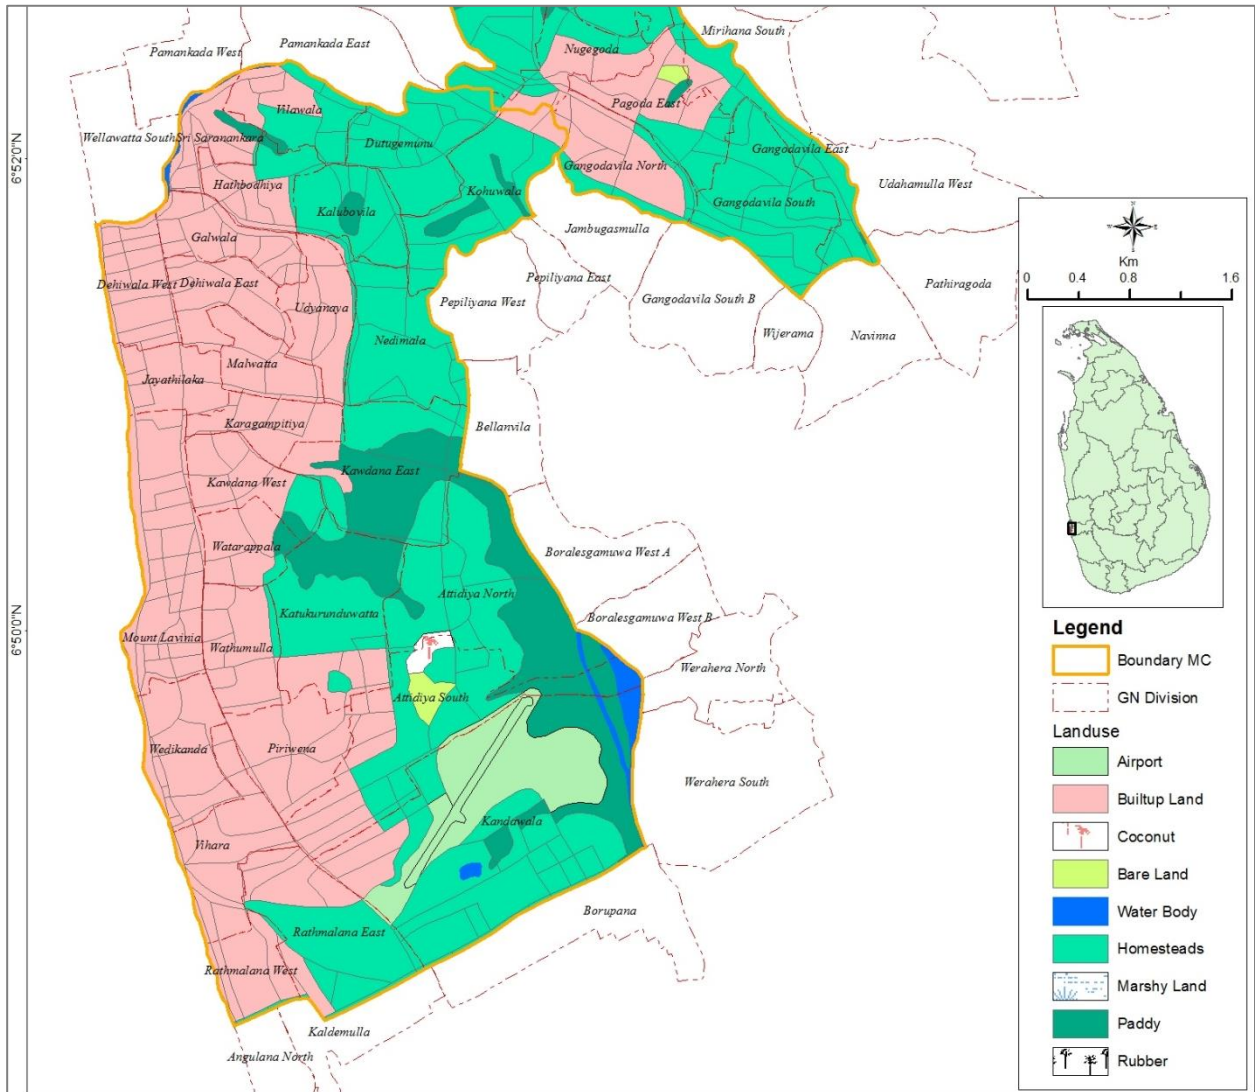 Mirihana South
Pamankada East
Pamankada West
Nugegoda
Pagoda East
Wlawala
Wellawatta South
Sri Saranankara
Dutugemunu
Gangodavila East
Gangodavila North
Udahamulla West
Hathbodhiya
Kohuwala
Kalubovila
Gangodavila South
Jambugasmulla
Galwala
Pepiliyana East
Dehiwala West
Dehiwala East
Pathiragoda
Pepiliyana West
Gangodavila South B
Udyanaya
Wijerama
Navinna
Nedimala
Malwatta
Jayathilaka
Karagampitiya
Bellanvila
Kawdana East
Kawdana West
Watarappala
Boralesgamuwa West A
Attidiya North
Katukurunduwatta
Boralesgamuwa West B
Mount Lavinia
Wathumulla
Werahera North
Attidiya South
Wedikanda
Piriwena
Werahera South
Kandawala
Vihara
Borupana
Rathmalana East
Rathmalana West
Kaldemulla
Angulana North
6°52'0"N
6°50'0"N
N
W E
S
Km
0 0.4 0.8 1.6
Legend
Boundary MC
GN Division
Landuse
Airport
Builtup Land
Coconut
Bare Land
Water Body
Homesteads
Marshy Land
Paddy
Rubber